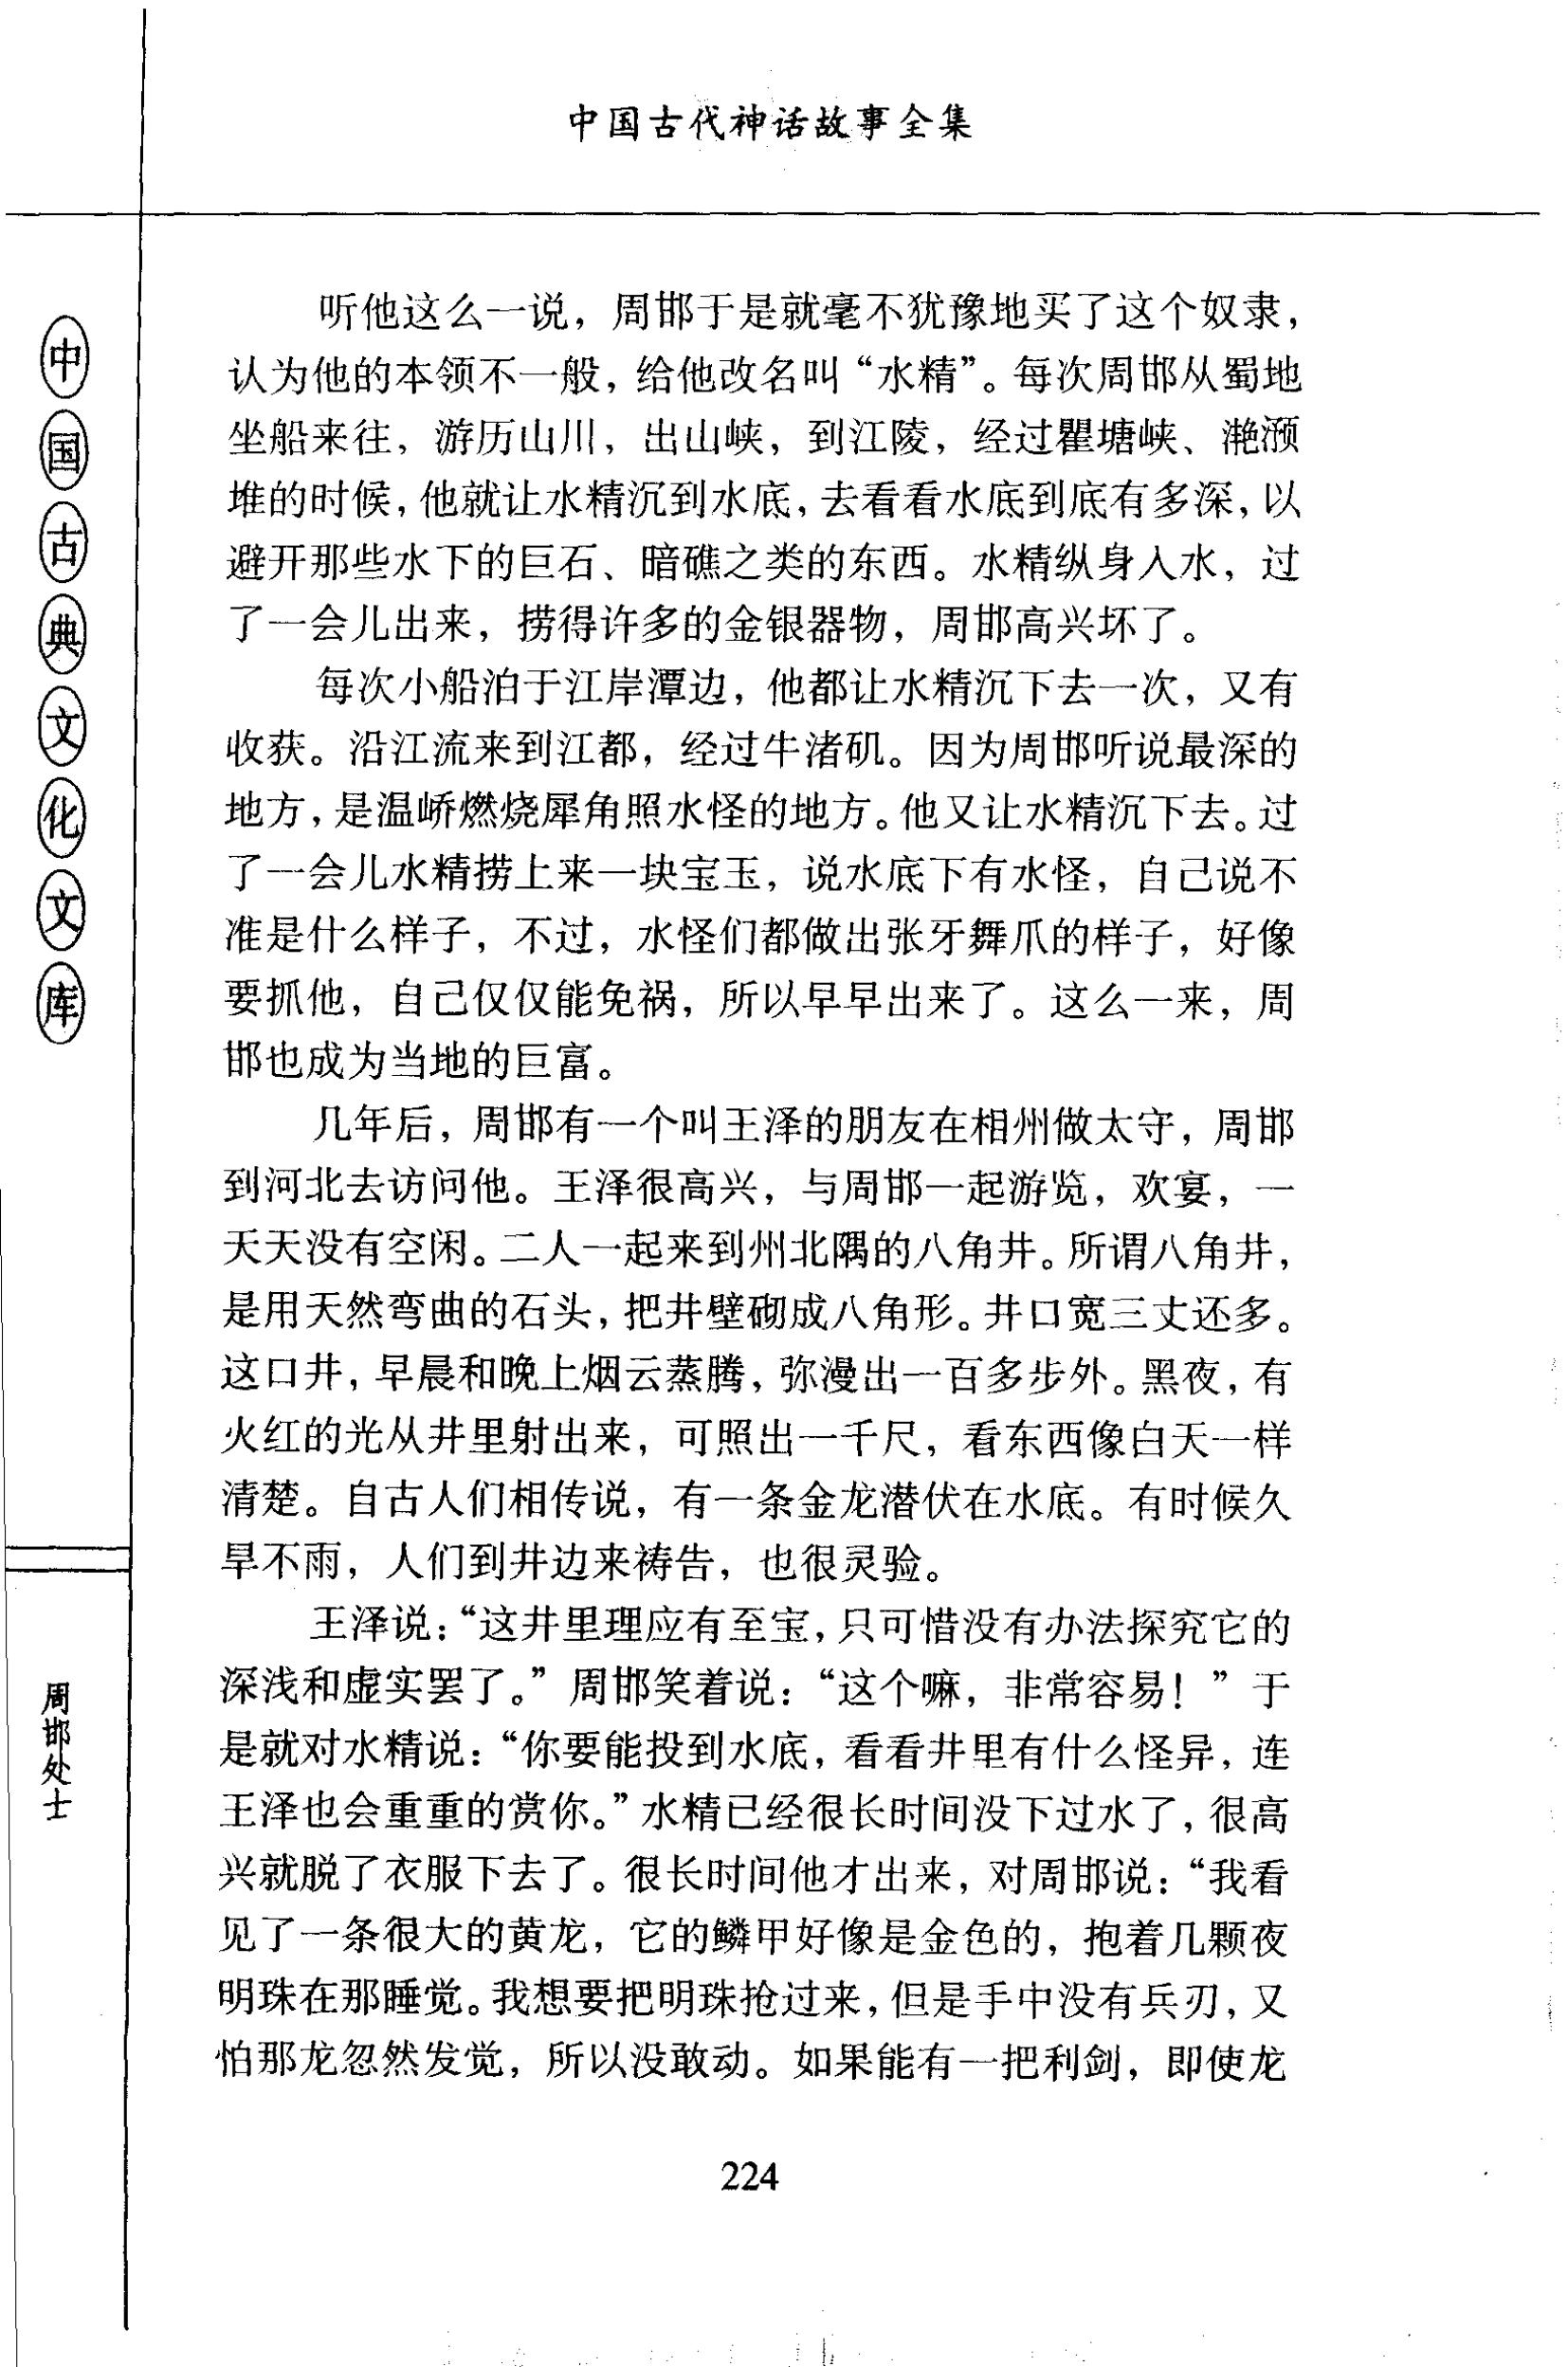 中国古代神话故事全集
听他这么一说，周邯于是就毫不犹豫地买了这个奴隶，
认为他的本领不一般，给他改名叫“水精”。每次周邯从蜀地
坐船来往，游历山川，出山峡，到江陵，经过瞿塘峡、滟滪
堆的时候，他就让水精沉到水底，去看看水底到底有多深，以
避开那些水下的巨石、暗礁之类的东西。水精纵身入水，过
了一会儿出来，捞得许多的金银器物，周邯高兴坏了。
每次小船泊于江岸潭边，他都让水精沉下去一次，又有
收获。沿江流来到江都，经过牛渚矶。因为周邯听说最深的
地方，是温峤燃烧犀角照水怪的地方。他又让水精沉下去。过
了一会儿水精捞上来一块宝玉，说水底下有水怪，自己说不
准是什么样子，不过，水怪们都做出张牙舞爪的样子，好像
要抓他，自己仅仅能免祸，所以早早出来了。这么一来，周
邯也成为当地的巨富。
几年后，周邯有一个叫王泽的朋友在相州做太守，周邯
到河北去访问他。王泽很高兴，与周邯一起游览，欢宴，一
天天没有空闲。二人一起来到州北隅的八角井。所谓八角井，
是用天然弯曲的石头，把井壁砌成八角形。井口宽三丈还多。
这口井，早晨和晚上烟云蒸腾，弥漫出一百多步外。黑夜，有
火红的光从井里射出来，可照出一千尺，看东西像白天一样
清楚。自古人们相传说，有一条金龙潜伏在水底。有时候久
旱不雨，人们到井边来祷告，也很灵验。
王泽说：“这井里理应有至宝，只可惜没有办法探究它的
深浅和虚实罢了。”周邯笑着说：“这个嘛，非常容易！”于
是就对水精说：“你要能投到水底，看看井里有什么怪异，连
王泽也会重重的赏你。”水精已经很长时间没下过水了，很高
兴就脱了衣服下去了。很长时间他才出来，对周邯说：“我看
见了一条很大的黄龙，它的鳞甲好像是金色的，抱着几颗夜
明珠在那睡觉。我想要把明珠抢过来，但是手中没有兵刃，又
怕那龙忽然发觉，所以没敢动。如果能有一把利剑，即使龙
中国古典文化文库
周邯处士
224